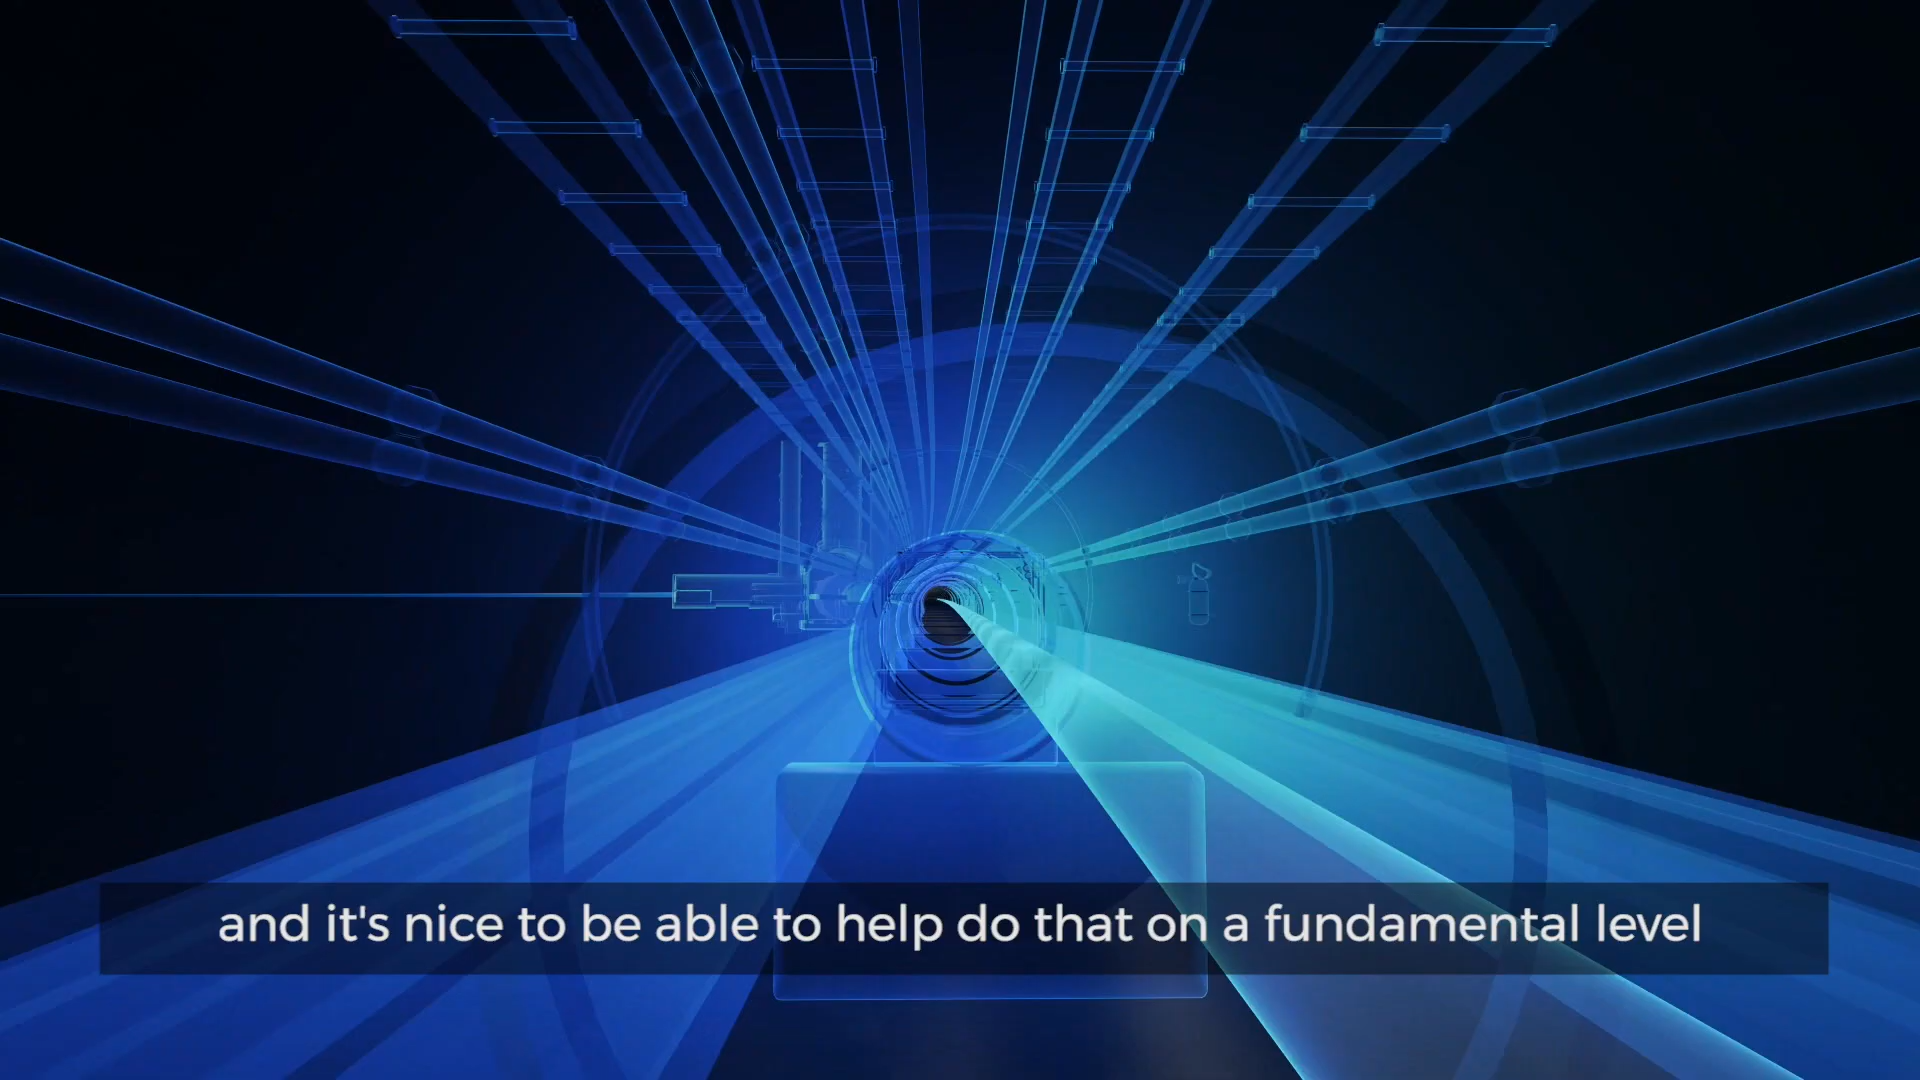 and it's nice to be able to help do that on a fundamental level